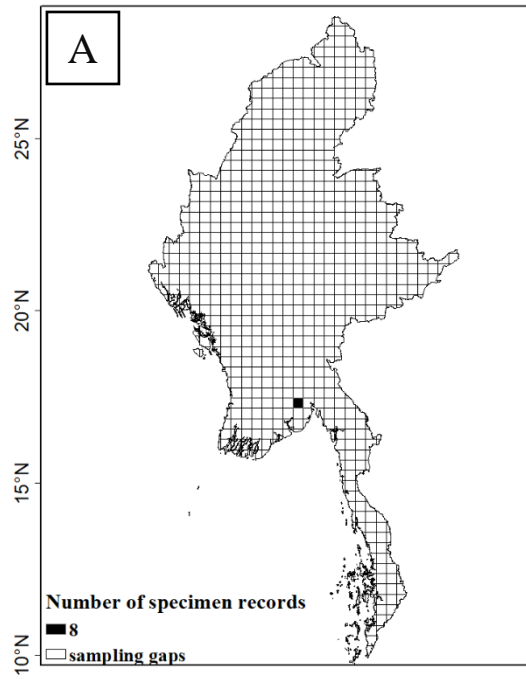 A
25°N
20°N
15°N
10°N
Number of specimen records
8
sampling gaps